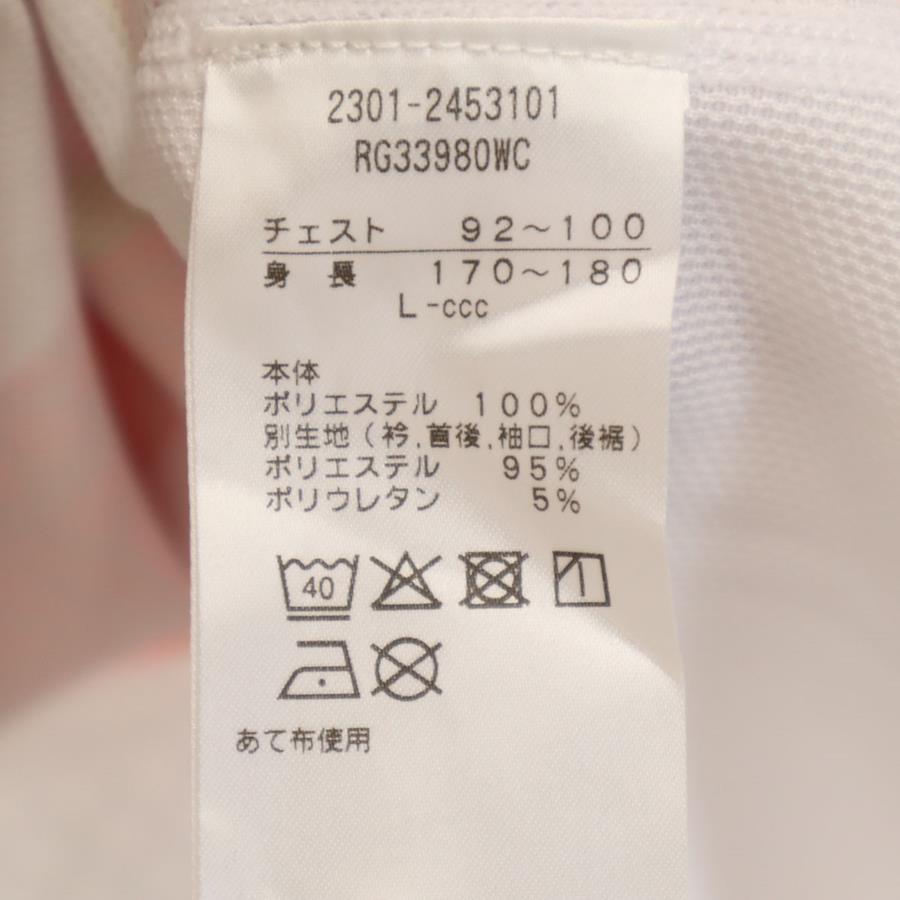 2301-2453101
RG33980WC
チェスト 92～100
身長 170～180
L-ccc
本体
ポリエステル 100%
別生地(衿,首後,袖口,後裾)
ポリエステル 95%
ポリウレタン 5%
40
あて布使用